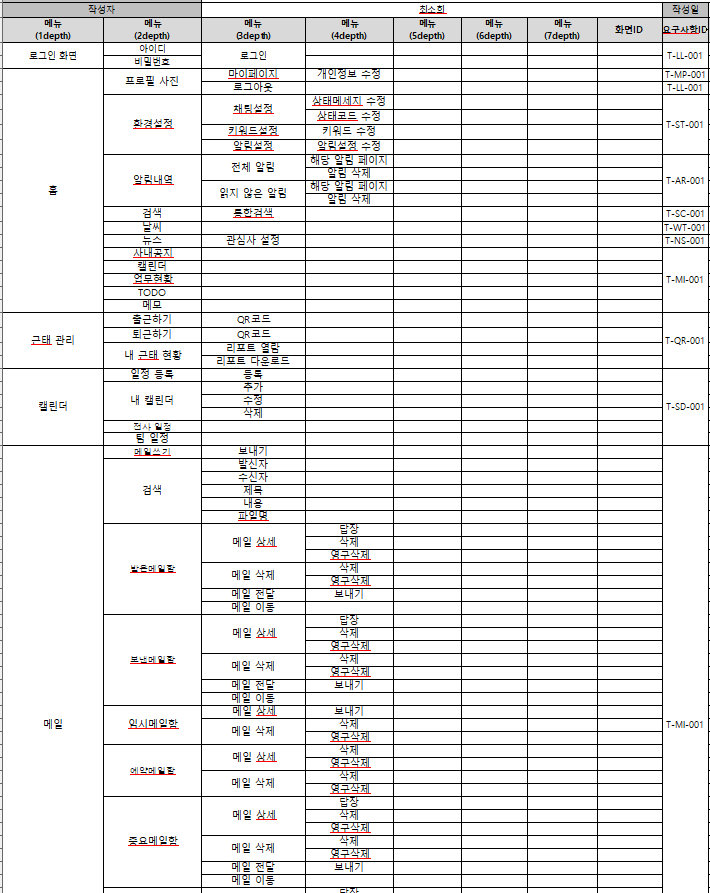 작성자 최소희 작성일
메뉴 메뉴 메뉴 메뉴 메뉴 메뉴 메뉴 화면ID 요구사항ID
(1depth) (2depth) (3depth) (4depth) (5depth) (6depth) (7depth)
로그인 화면 아이디 로그인 T-LL-001
비밀번호
홈 프로필 사진 마이페이지 개인정보 수정 T-MP-001
로그아웃 T-LL-001
환경설정 채팅설정 상태메세지 수정 T-ST-001
상태코드 수정
키워드설정 키워드 수정
알림설정 알림설정 수정
알림내역 전체 알림 해당 알림 페이지 T-AR-001
알림 삭제
읽지 않은 알림 해당 알림 페이지
알림 삭제
검색 통합검색 T-SC-001
날씨 T-WT-001
뉴스 관심사 설정 T-NS-001
사내공지 T-MI-001
캘린더
업무현황
TODO
메모
근태 관리 출근하기 QR코드 T-QR-001
퇴근하기 QR코드
내 근태 현황 리포트 열람
리포트 다운로드
캘린더 일정 등록 등록 T-SD-001
내 캘린더 추가
수정
삭제
전사 일정
팀 일정
메일 메일쓰기 보내기 T-MI-001
검색 발신자
수신자
제목
내용
파일명
받은메일함 메일 상세 답장
삭제
영구삭제
메일 삭제 삭제
영구삭제
메일 전달 보내기
메일 이동
보낸메일함 메일 상세 답장
삭제
영구삭제
메일 삭제 삭제
영구삭제
메일 전달 보내기
메일 이동
임시메일함 메일 상세 보내기
메일 삭제 삭제
영구삭제
예약메일함 메일 상세 삭제
영구삭제
메일 삭제 삭제
영구삭제
중요메일함 메일 상세 답장
삭제
영구삭제
메일 삭제 삭제
영구삭제
메일 전달 보내기
메일 이동
답장